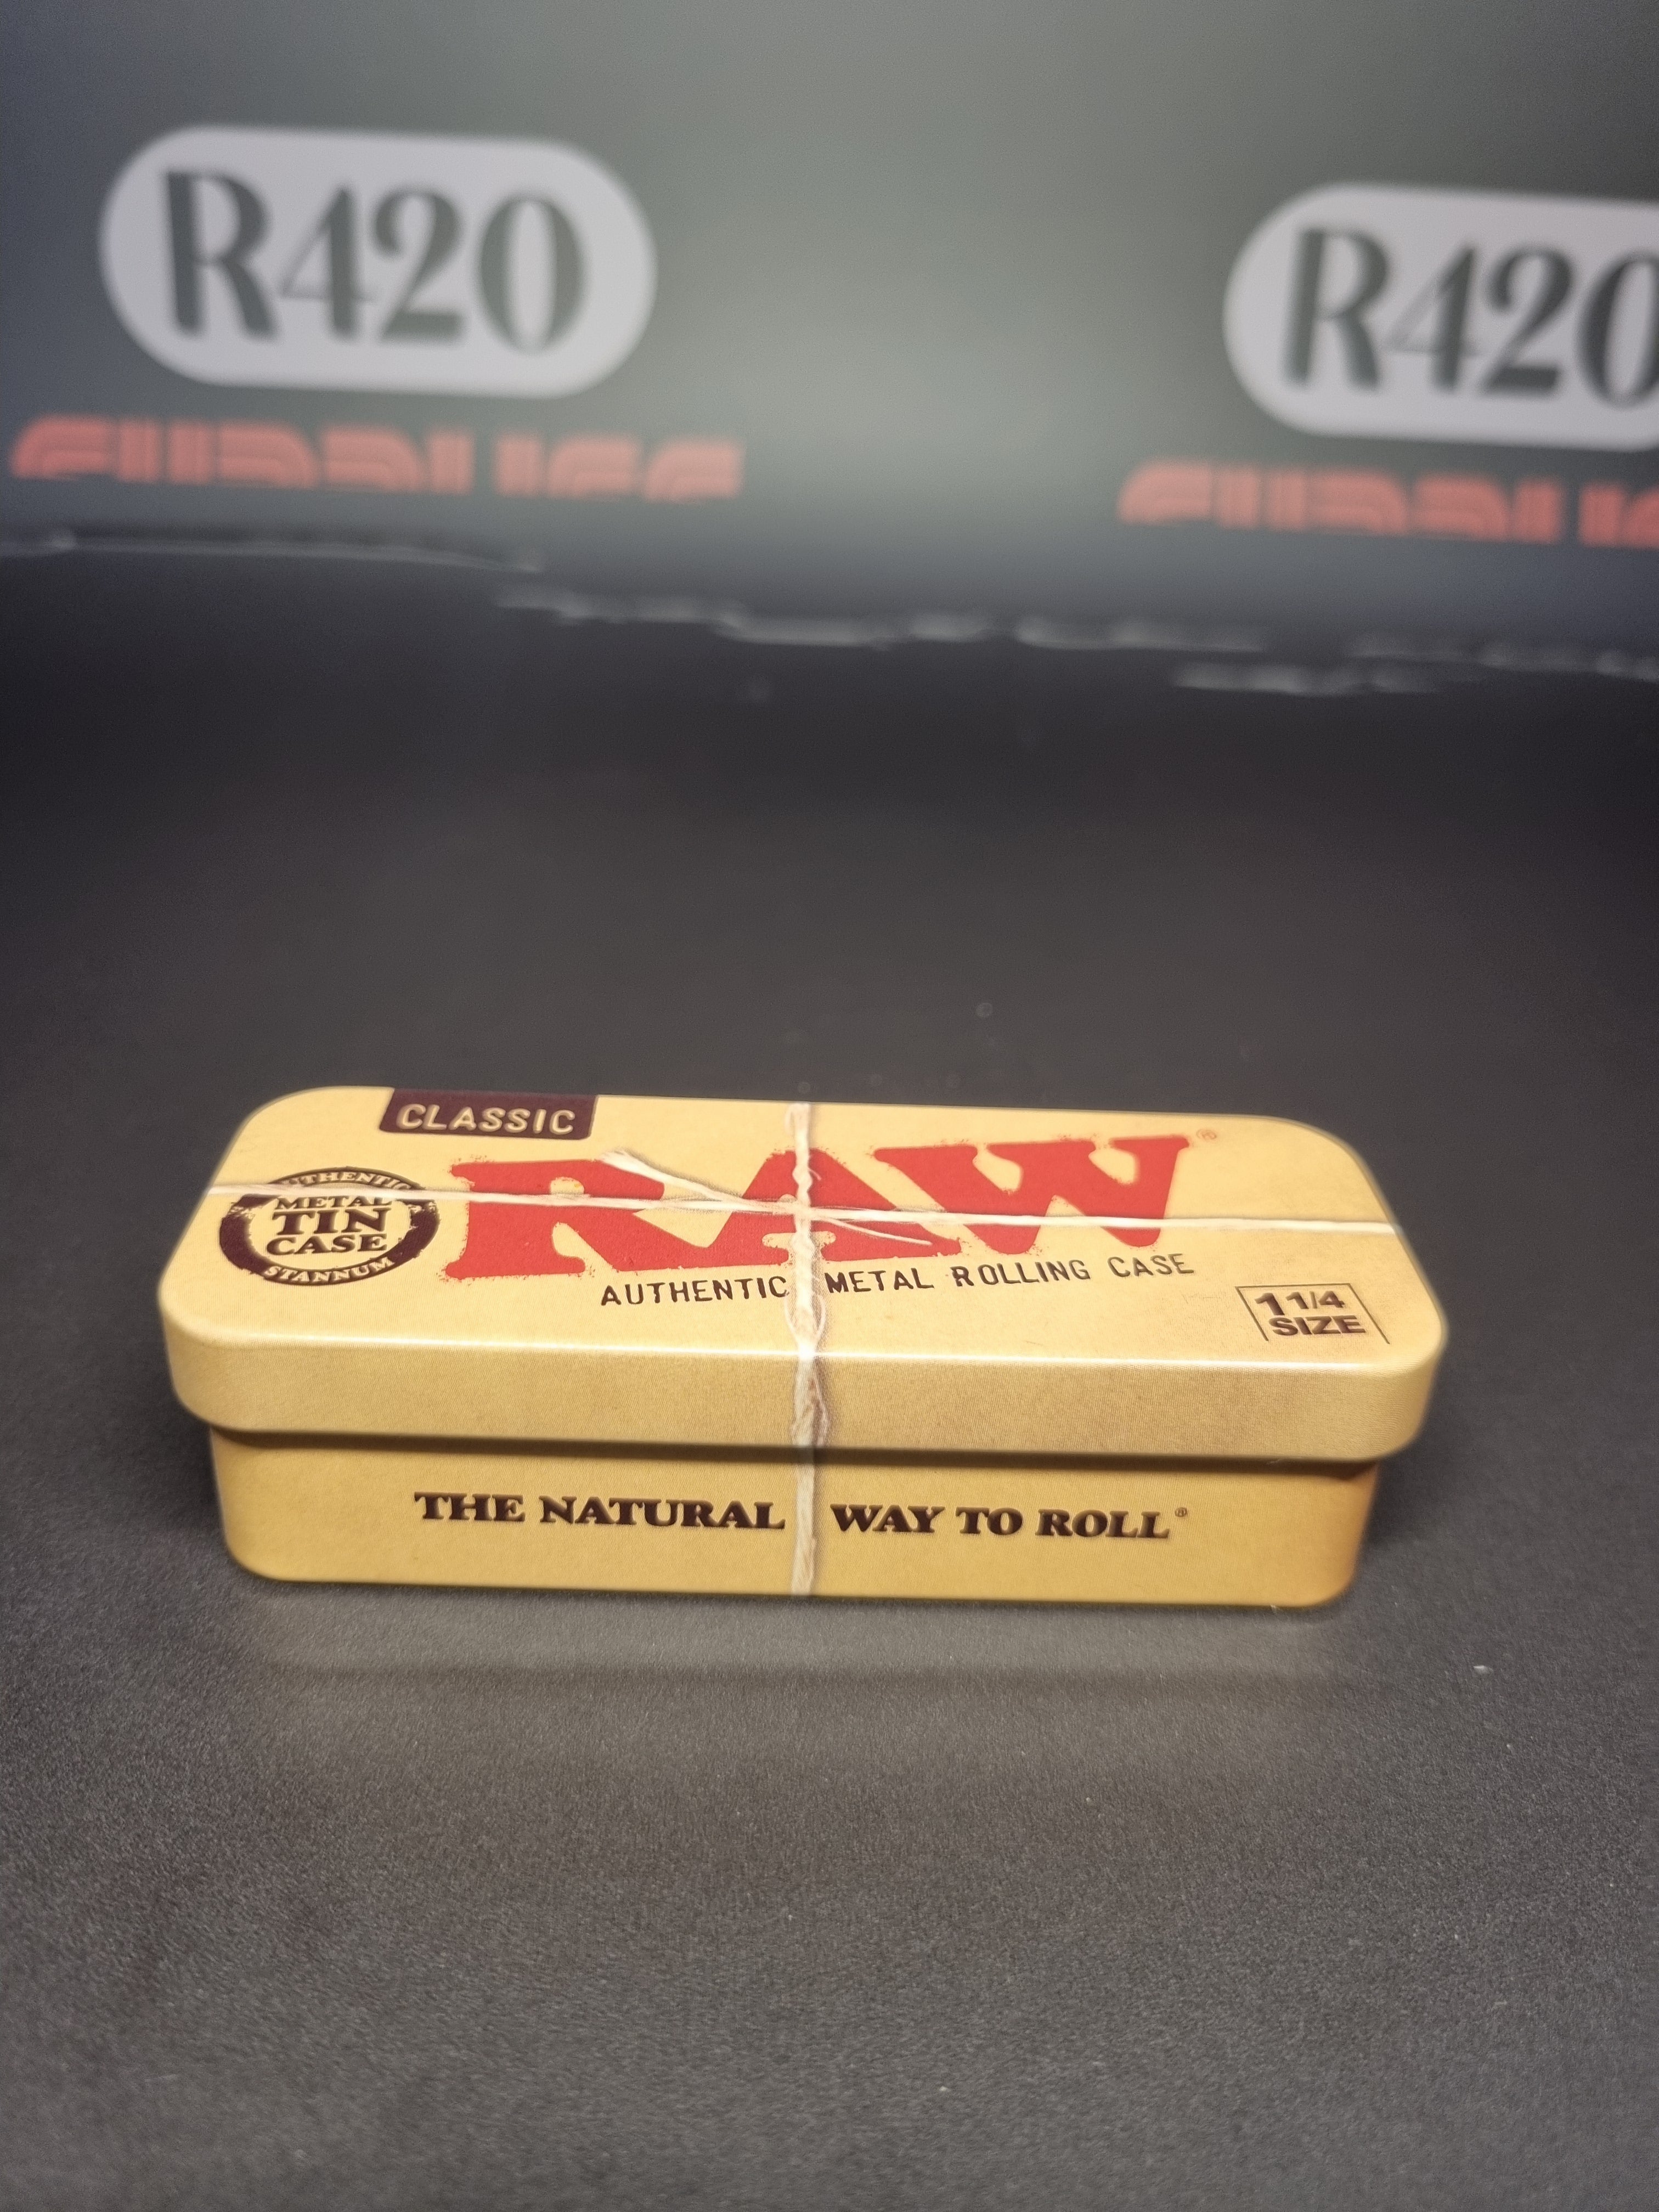 R420
R420
CLASSIC
RAW®
AUTHENTIC
METAL
TIN
CASE
STANNUM
AUTHENTIC METAL ROLLING CASE
1 1/4
SIZE
THE NATURAL WAY TO ROLL®